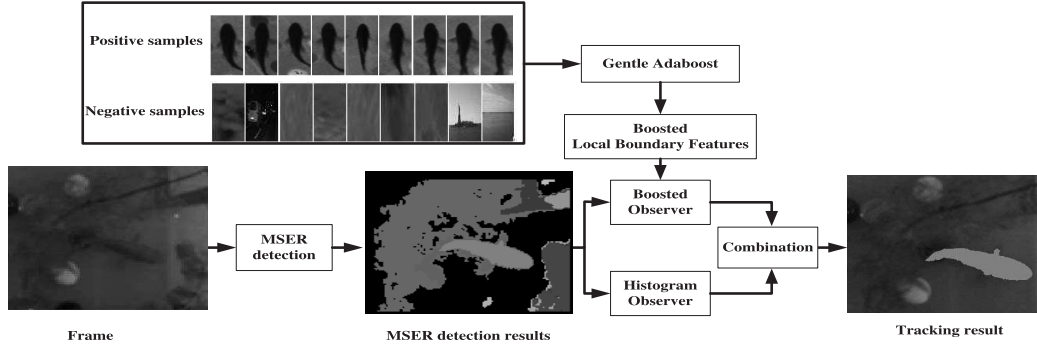 Positive samples
Negative samples
Gentle Adaboost
Boosted
Local Boundary Features
Boosted
Observer
MSER
detection
Combination
Histogram
Observer
Frame
MSER detection results
Tracking result